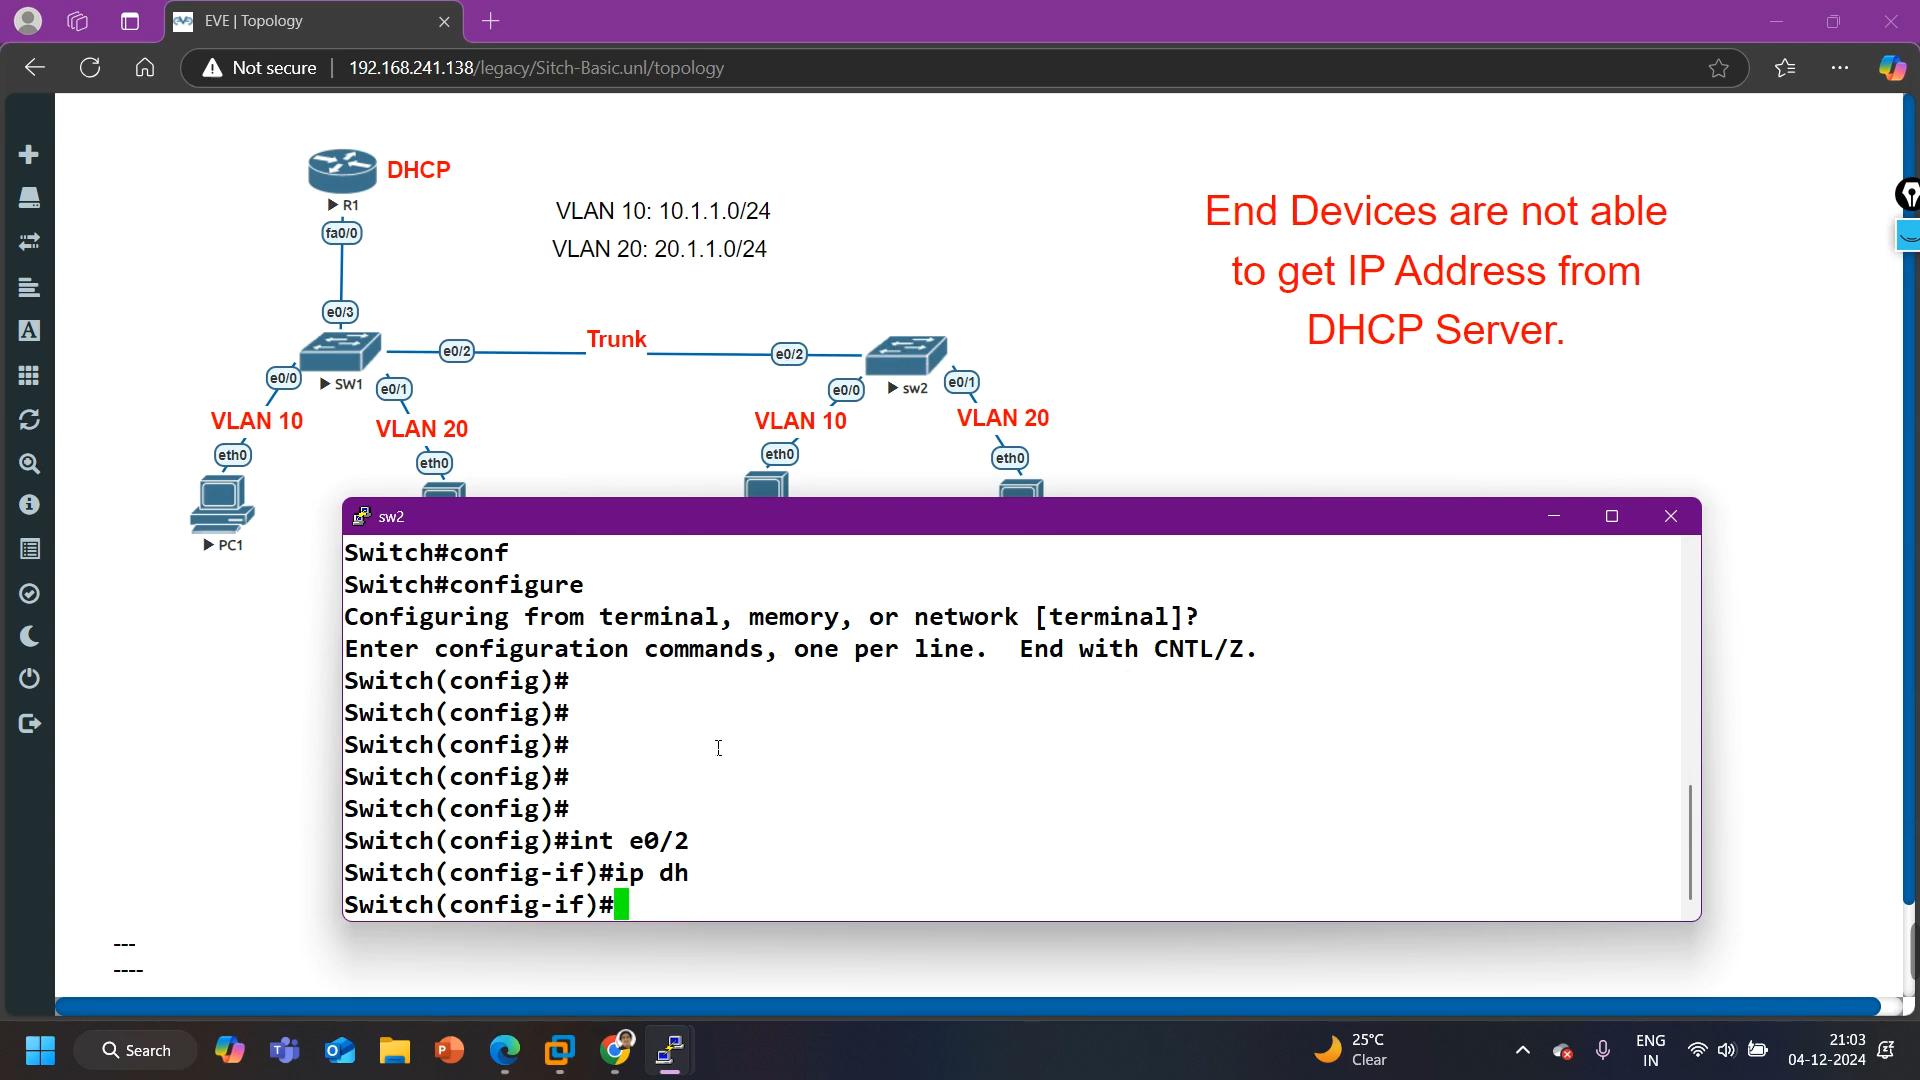 EVE | Topology
Not secure
192.168.241.138/legacy/Sitch-Basic.unl/topology
DHCP
R1
fa0/0
VLAN 10: 10.1.1.0/24
VLAN 20: 20.1.1.0/24
End Devices are not able
to get IP Address from
DHCP Server.
e0/3
Trunk
e0/2
e0/2
SW1
sw2
e0/0
e0/1
e0/0
e0/1
VLAN 10
VLAN 20
VLAN 10
VLAN 20
eth0
eth0
eth0
eth0
PC1
sw2
Switch#conf
Switch#configure
Configuring from terminal, memory, or network [terminal]?
Enter configuration commands, one per line.  End with CNTL/Z.
Switch(config)#
Switch(config)#
Switch(config)#
Switch(config)#
Switch(config)#
Switch(config)#int e0/2
Switch(config-if)#ip dh
Switch(config-if)#
---
----
Search
25°C
Clear
ENG
IN
21:03
04-12-2024